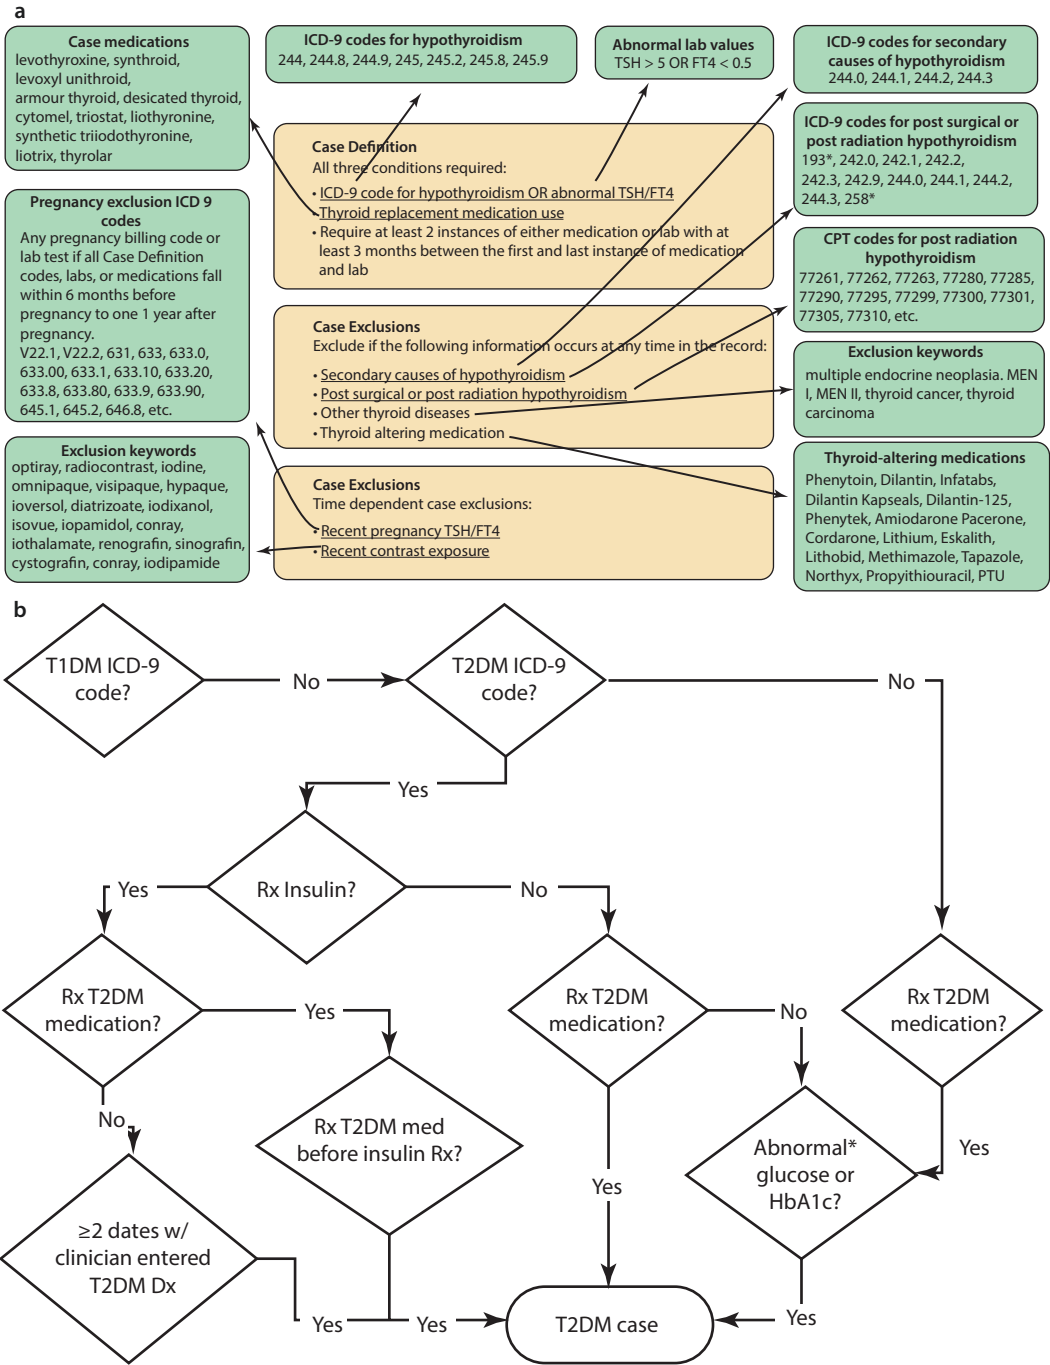 a
Case medications
levothyroxine, synthroid,
levoxyl unithroid,
armour thyroid, desicated thyroid,
cytomel, triostat, liothyronine,
synthetic triiodothyronine,
liotrix, thyrolar
ICD-9 codes for hypothyroidism
244, 244.8, 244.9, 245, 245.2, 245.8, 245.9
Abnormal lab values
TSH > 5 OR FT4 < 0.5
ICD-9 codes for secondary
causes of hypothyroidism
244.0, 244.1, 244.2, 244.3
ICD-9 codes for post surgical or
post radiation hypothyroidism
193*, 242.0, 242.1, 242.2,
242.3, 242.9, 244.0, 244.1, 244.2,
244.3, 258*
Case Definition
All three conditions required:
• ICD-9 code for hypothyroidism OR abnormal TSH/FT4
• Thyroid replacement medication use
• Require at least 2 instances of either medication or lab with at
least 3 months between the first and last instance of medication
and lab
Pregnancy exclusion ICD 9
codes
Any pregnancy billing code or
lab test if all Case Definition
codes, labs, or medications fall
within 6 months before
pregnancy to one 1 year after
pregnancy.
V22.1, V22.2, 631, 633, 633.0,
633.00, 633.1, 633.10, 633.20,
633.8, 633.80, 633.9, 633.90,
645.1, 645.2, 646.8, etc.
CPT codes for post radiation
hypothyroidism
77261, 77262, 77263, 77280, 77285,
77290, 77295, 77299, 77300, 77301,
77305, 77310, etc.
Case Exclusions
Exclude if the following information occurs at any time in the record:
• Secondary causes of hypothyroidism
• Post surgical or post radiation hypothyroidism
• Other thyroid diseases
• Thyroid altering medication
Exclusion keywords
multiple endocrine neoplasia. MEN
I, MEN II, thyroid cancer, thyroid
carcinoma
Exclusion keywords
optiray, radiocontrast, iodine,
omnipaque, visipaque, hypaque,
ioversol, diatrizoate, iodixanol,
isovue, iopamidol, conray,
iothalamate, renografin, sinografin,
cystografin, conray, iodipamide
Case Exclusions
Time dependent case exclusions:
• Recent pregnancy TSH/FT4
• Recent contrast exposure
Thyroid-altering medications
Phenytoin, Dilantin, Infatabs,
Dilantin Kapseals, Dilantin-125,
Phenytek, Amiodarone Pacerone,
Cordarone, Lithium, Eskalith,
Lithobid, Methimazole, Tapazole,
Northyx, Propyithiouracil, PTU
b
T1DM ICD-9
code?
No
T2DM ICD-9
code?
No
Yes
Rx Insulin?
Yes
No
Rx T2DM
medication?
Yes
Rx T2DM
medication?
No
Rx T2DM
medication?
No
Rx T2DM med
before insulin Rx?
Abnormal*
glucose or
HbA1c?
Yes
Yes
≥2 dates w/
clinician entered
T2DM Dx
Yes
Yes
T2DM case
Yes